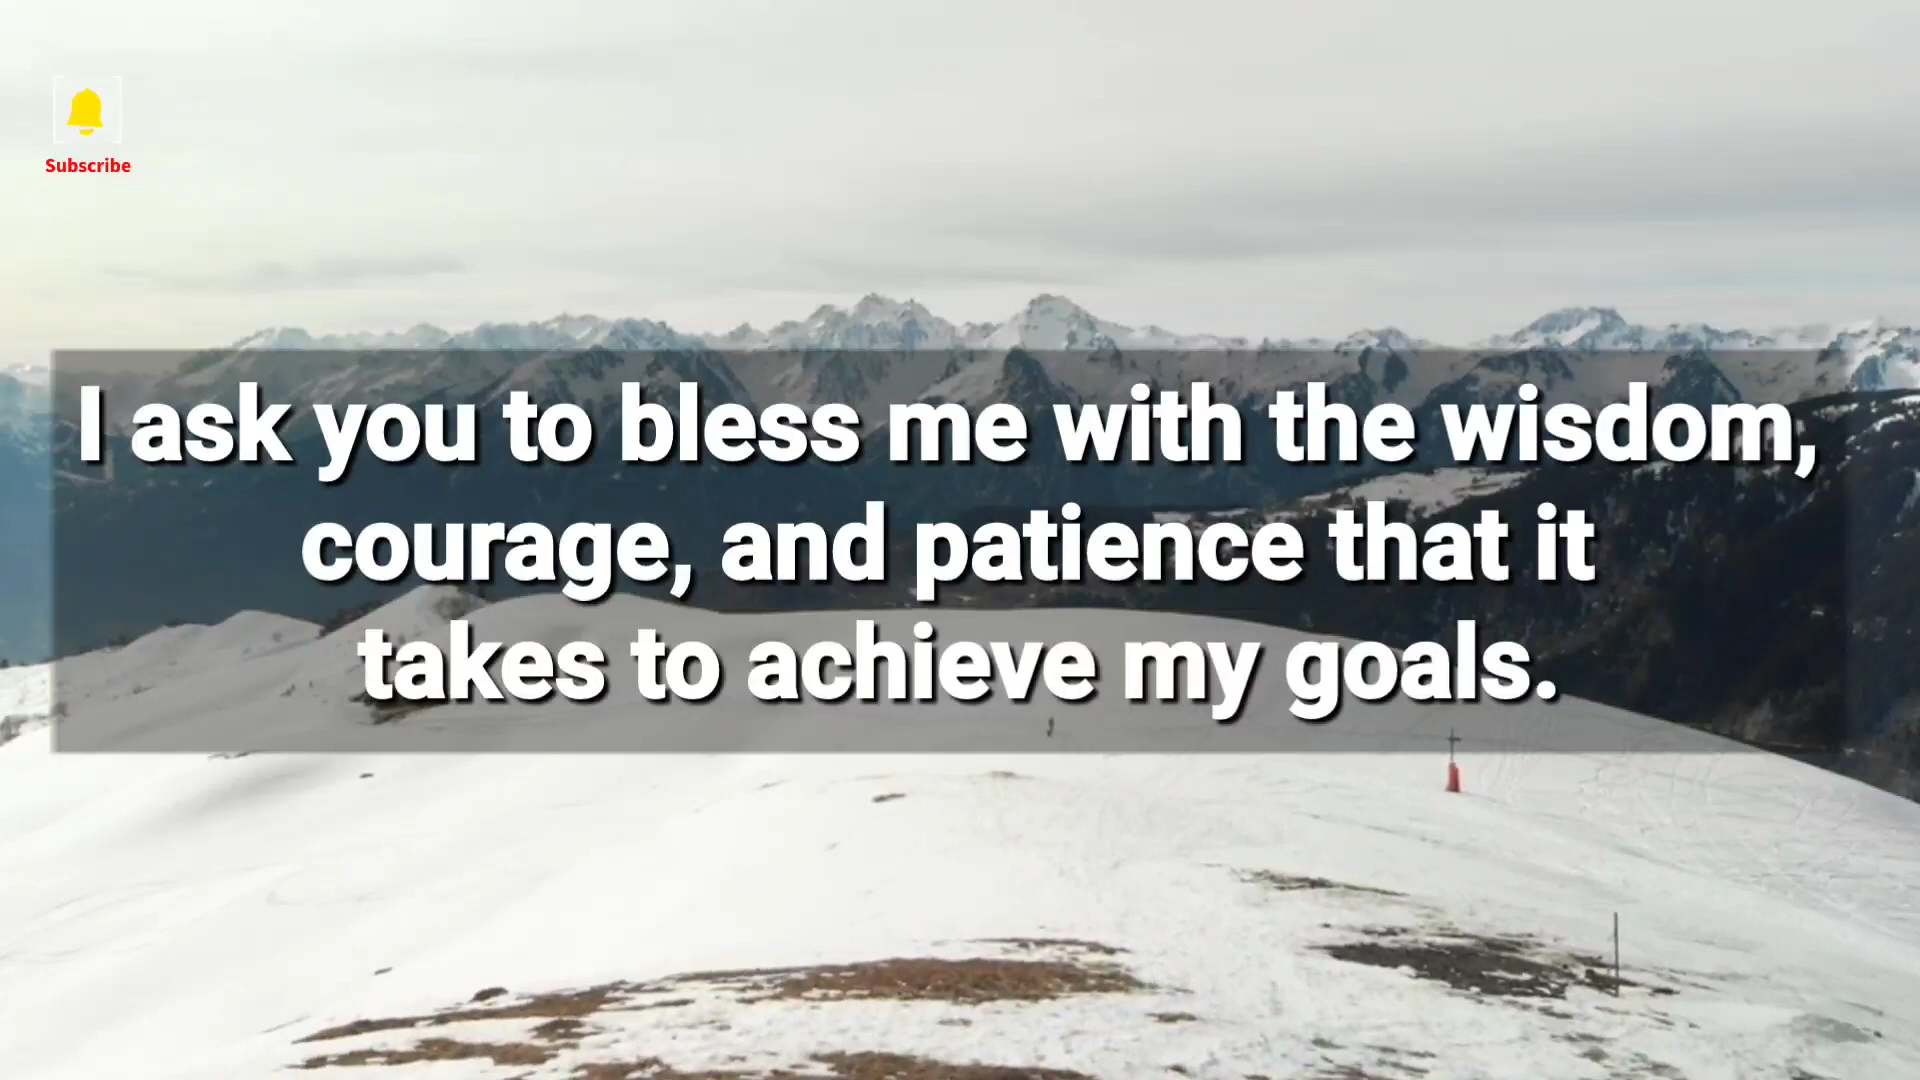 Subscribe
I ask you to bless me with the wisdom,
courage, and patience that it
takes to achieve my goals.